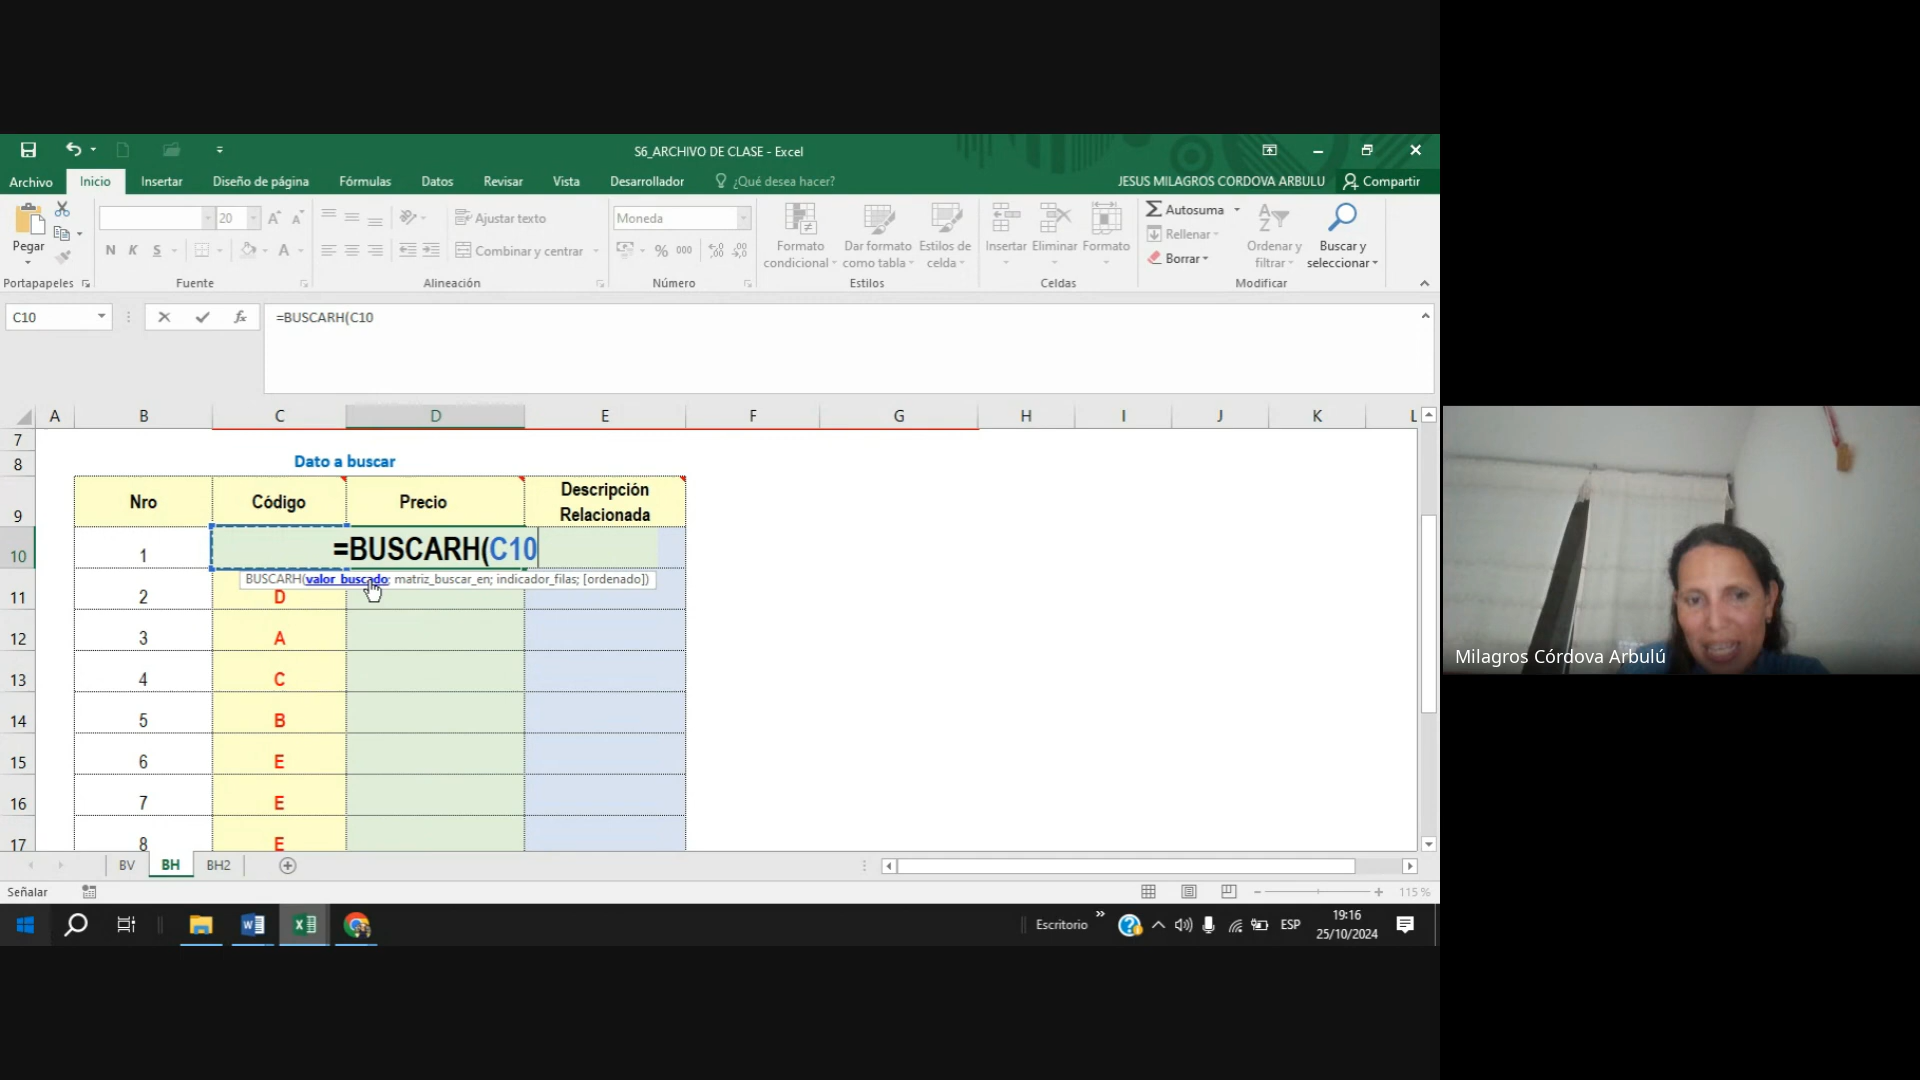 S6_ARCHIVO DE CLASE - Excel
Archivo Inicio Insertar Diseño de página Fórmulas Datos Revisar Vista Desarrollador ¿Qué desea hacer? JESUS MILAGROS CORDOVA ARBULU Compartir
Pegar
20
Ajustar texto
Moneda
Combinar y centrar
N K S
A
% 000
Formato condicional
Dar formato como tabla
Estilos de celda
Insertar Eliminar Formato
Autosuma
Rellenar
Borrar
Ordenar y filtrar
Buscar y seleccionar
Portapapeles Fuente Alineación Número Estilos Celdas Modificar
C10 fx =BUSCARH(C10
A B C D E F G H I J K L
7
8 Dato a buscar
9 Nro Código Precio Descripción Relacionada
10 1 =BUSCARH(C10
BUSCARH(valor_buscado; matriz_buscar_en; indicador_filas; [ordenado])
11 2 D
12 3 A
13 4 C
14 5 B
15 6 E
16 7 E
17 8 E
BV BH BH2
Señalar 115 %
Escritorio ESP 19:16
25/10/2024
Milagros Córdova Arbulú